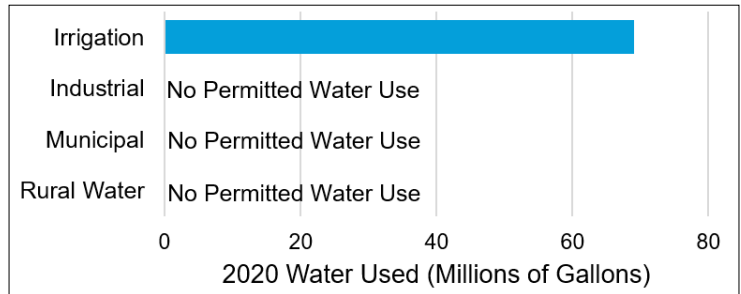 Irrigation
Industrial No Permitted Water Use
Municipal No Permitted Water Use
Rural Water No Permitted Water Use
0 20 40 60 80
2020 Water Used (Millions of Gallons)